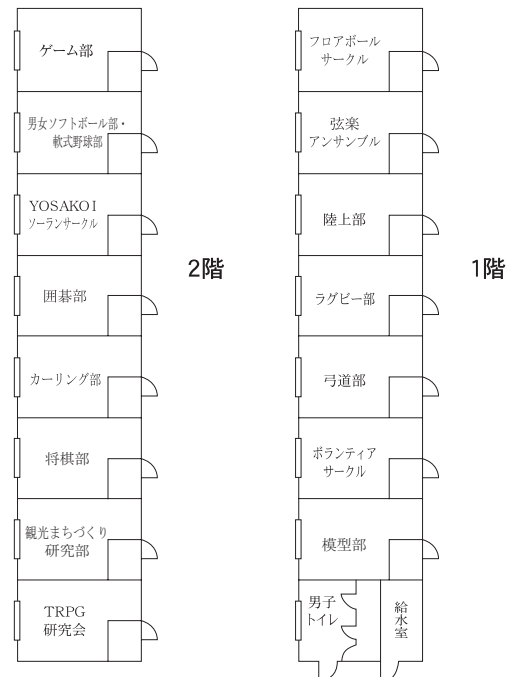 ゲーム部
男女ソフトボール部・
軟式野球部
YOSAKOI
ソーランサークル
囲碁部
カーリング部
将棋部
観光まちづくり
研究部
TRPG
研究会
2階
フロアボール
サークル
弦楽
アンサンブル
陸上部
ラグビー部
弓道部
ボランティア
サークル
模型部
男子
トイレ
給水室
1階